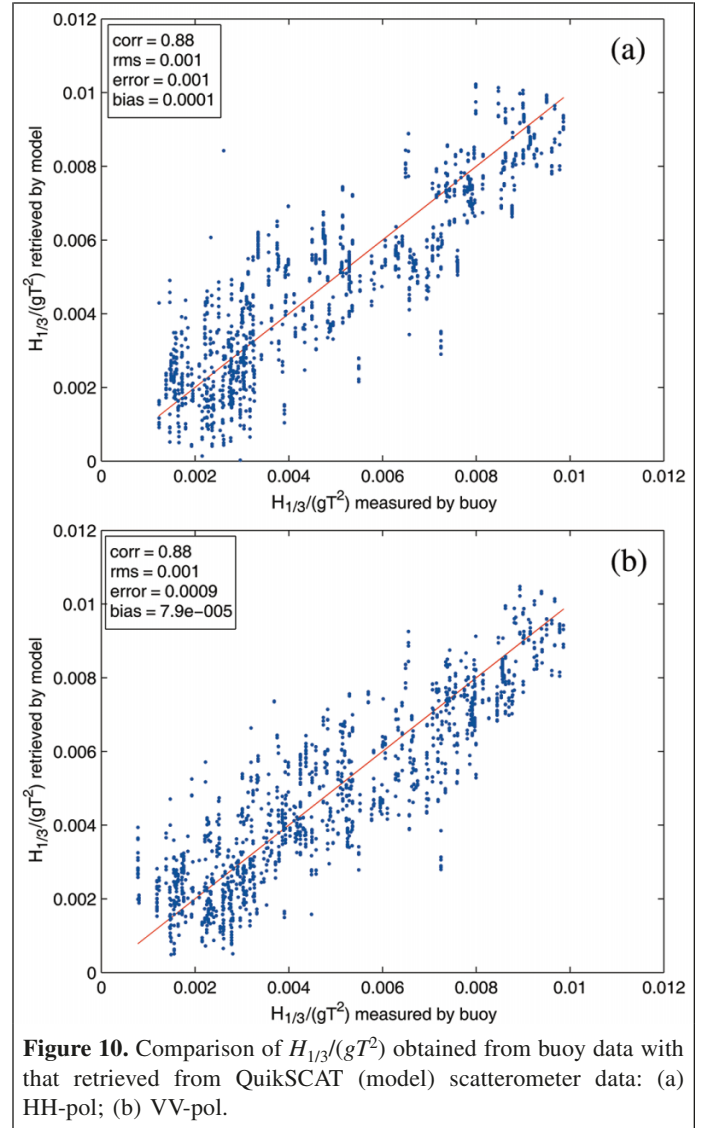 0.012
0.01
0.008
0.006
0.004
0.002
0
H1/3/(gT²) retrieved by model
corr = 0.88
rms = 0.001
error = 0.001
bias = 0.0001
(a)
0.002 0.004 0.006 0.008 0.01 0.012
H1/3/(gT²) measured by buoy
0.012
0.01
0.008
0.006
0.004
0.002
0
H1/3/(gT²) retrieved by model
corr = 0.88
rms = 0.001
error = 0.0009
bias = 7.9e−005
(b)
0.002 0.004 0.006 0.008 0.01 0.012
H1/3/(gT²) measured by buoy
Figure 10. Comparison of H1/3/(gT²) obtained from buoy data with
that retrieved from QuikSCAT (model) scatterometer data: (a)
HH-pol; (b) VV-pol.